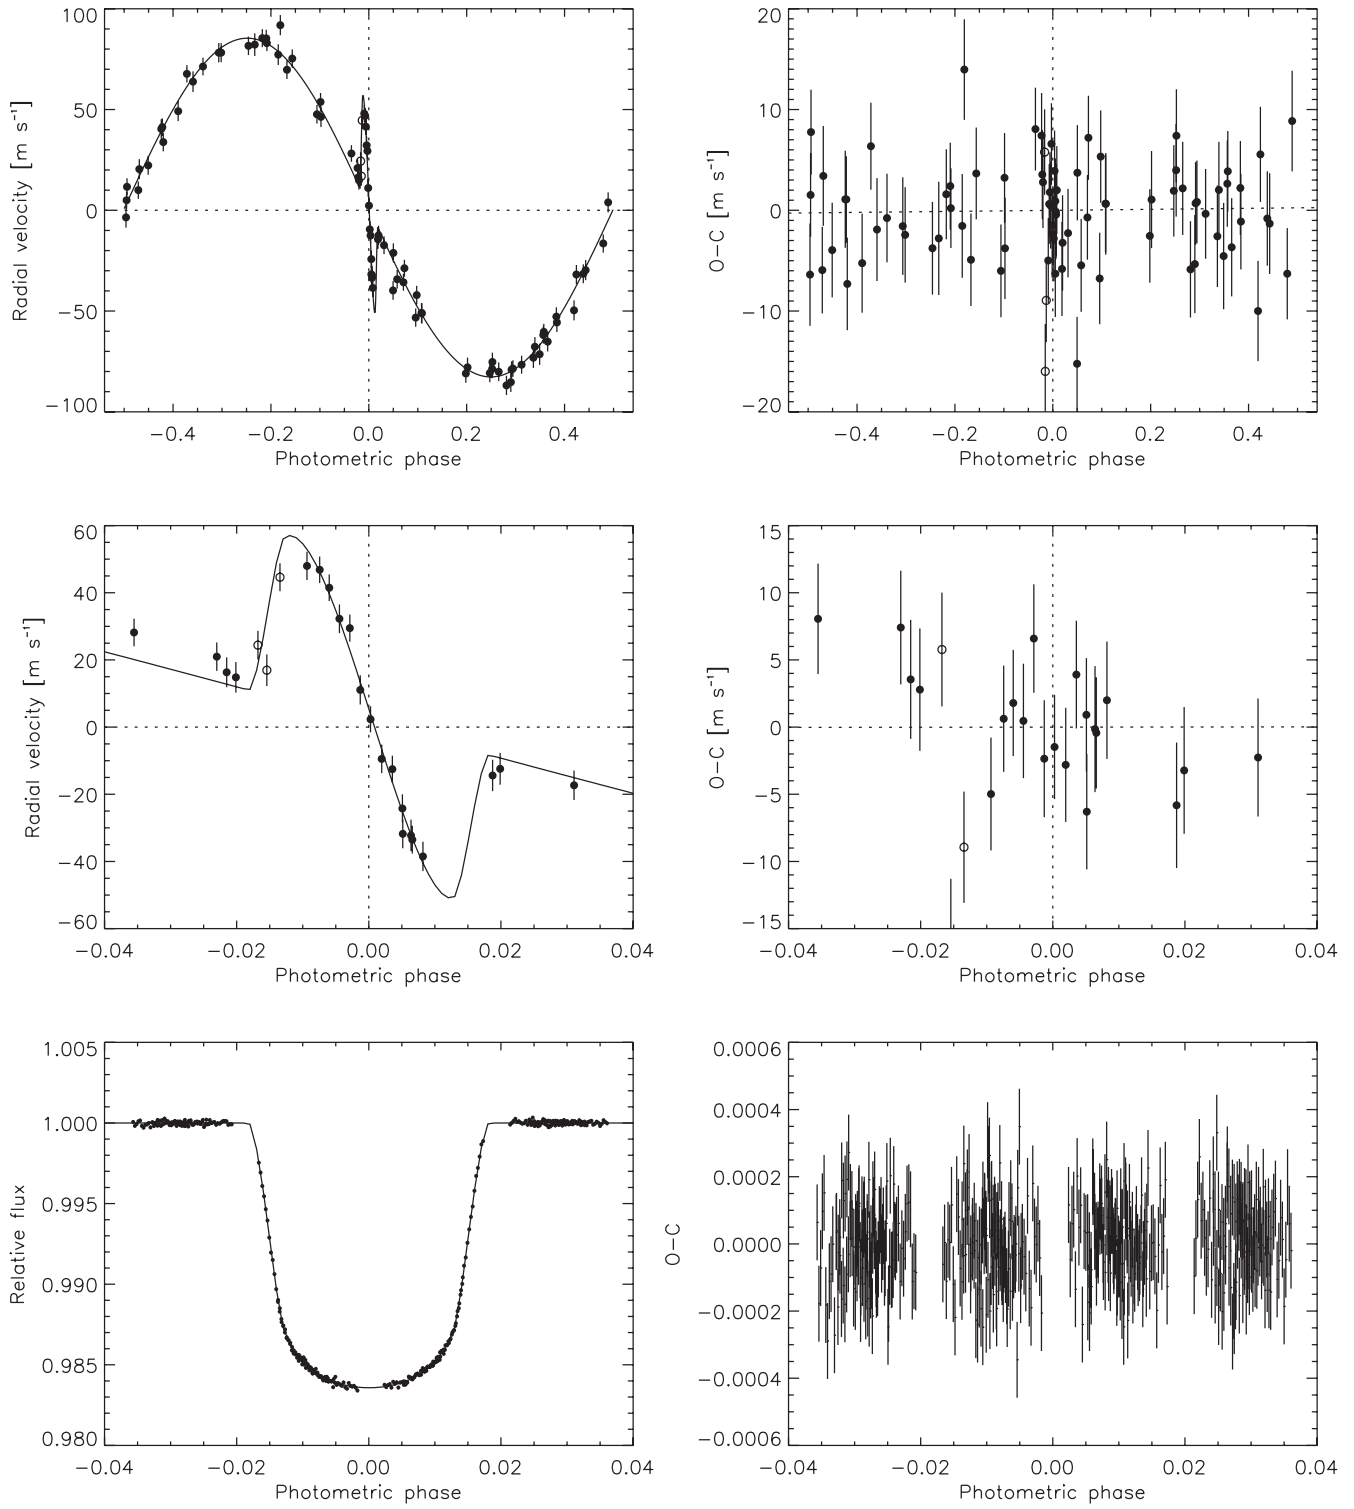 100
50
0
−50
−100
Radial velocity [m s⁻¹]
−0.4 −0.2 0.0 0.2 0.4
Photometric phase
20
10
0
−10
−20
O−C [m s⁻¹]
−0.4 −0.2 0.0 0.2 0.4
Photometric phase
60
40
20
0
−20
−40
−60
Radial velocity [m s⁻¹]
−0.04 −0.02 0.00 0.02 0.04
Photometric phase
15
10
5
0
−5
−10
−15
O−C [m s⁻¹]
−0.04 −0.02 0.00 0.02 0.04
Photometric phase
1.005
1.000
0.995
0.990
0.985
0.980
Relative flux
−0.04 −0.02 0.00 0.02 0.04
Photometric phase
0.0006
0.0004
0.0002
0.0000
−0.0002
−0.0004
−0.0006
O−C
−0.04 −0.02 0.00 0.02 0.04
Photometric phase